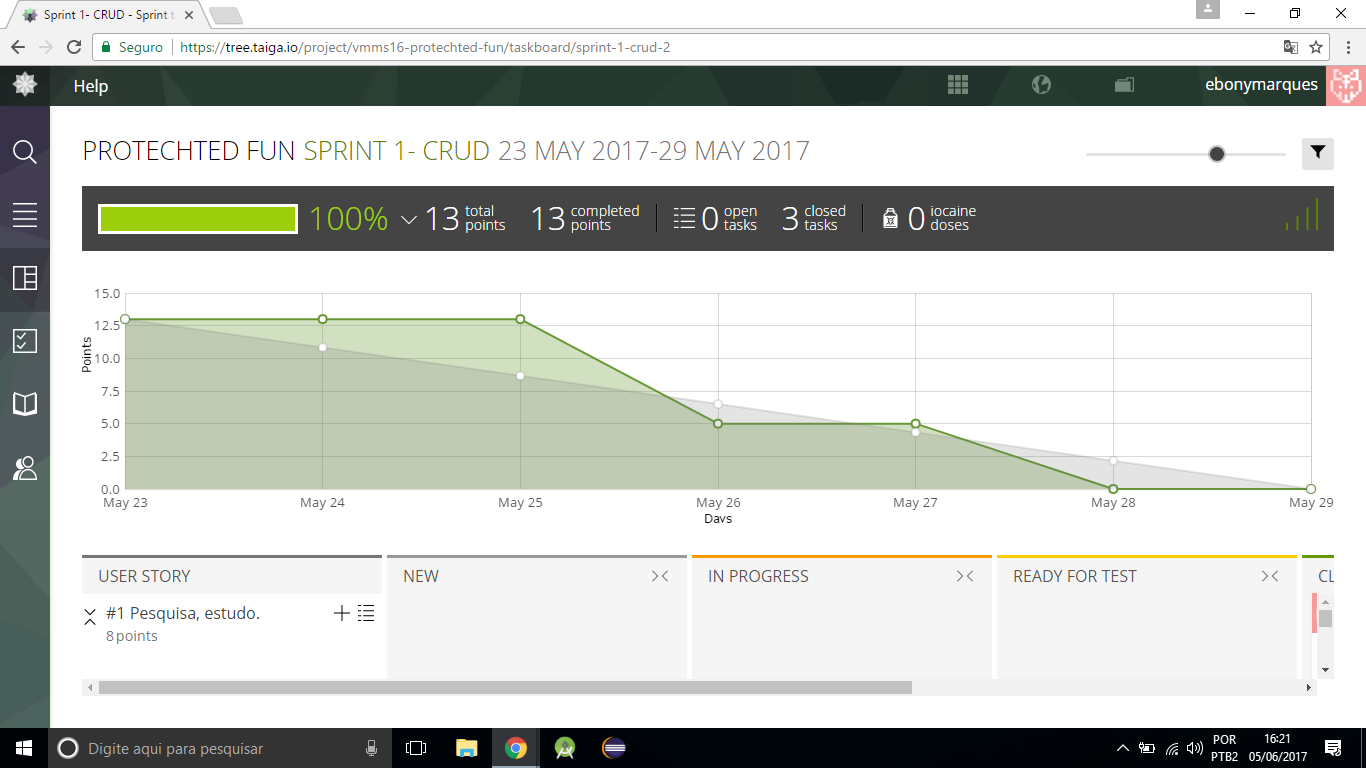 Sprint 1- CRUD - Sprint t
Seguro
https://tree.taiga.io/project/vmms16-protechted-fun/taskboard/sprint-1-crud-2
Help
ebonymarques
PROTECHTED FUN SPRINT 1- CRUD 23 MAY 2017-29 MAY 2017
100%
13 total points
13 completed points
0 open tasks
3 closed tasks
0 iocaine doses
15.0
12.5
10.0
7.5
5.0
2.5
0.0
Points
May 23
May 24
May 25
May 26
May 27
May 28
May 29
Days
USER STORY
NEW
IN PROGRESS
READY FOR TEST
CL
#1 Pesquisa, estudo.
8 points
Digite aqui para pesquisar
POR
PTB2
16:21
05/06/2017